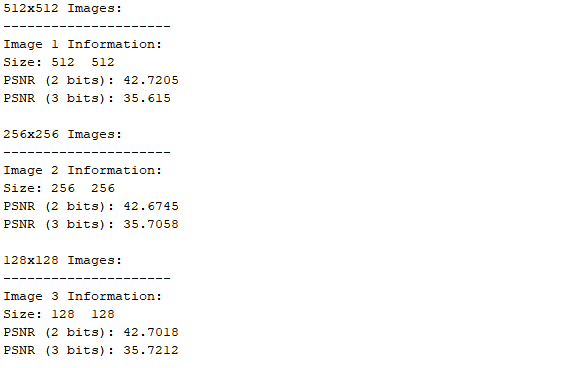 512x512 Images:
---------------------
Image 1 Information:
Size: 512  512
PSNR (2 bits): 42.7205
PSNR (3 bits): 35.615
256x256 Images:
---------------------
Image 2 Information:
Size: 256  256
PSNR (2 bits): 42.6745
PSNR (3 bits): 35.7058
128x128 Images:
---------------------
Image 3 Information:
Size: 128  128
PSNR (2 bits): 42.7018
PSNR (3 bits): 35.7212